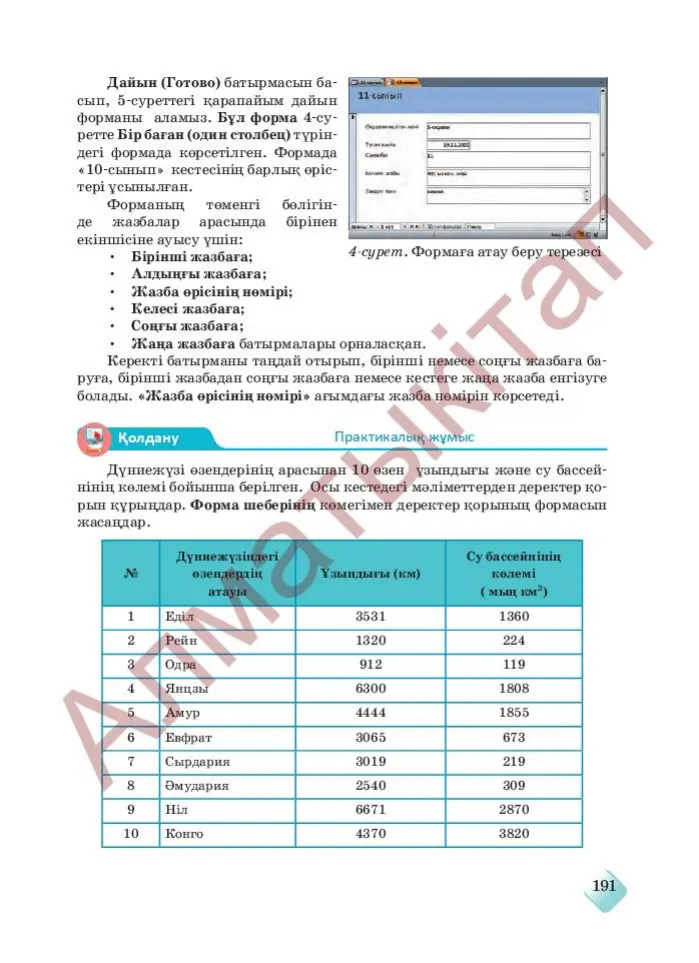 Дайын (Готово) батырмасын ба-
сып, 5-суреттегі қарапайым дайын
форманы аламыз. Бұл форма 4-су-
ретте Бір баған (один столбец) түрін-
дегі формада көрсетілген. Формада
«10-сынып» кестесінің барлық өріс-
тері ұсынылған.
Форманың төменгі бөлігін-
де жазбалар арасында бірінен
екіншісіне ауысу үшін:
• Бірінші жазбаға;
• Алдыңғы жазбаға;
• Жазба өрісінің нөмірі;
• Келесі жазбаға;
• Соңғы жазбаға;
• Жаңа жазбаға батырмалары орналасқан.
11-сынып
19.11.2002
4-сурет. Формаға атау беру терезесі
Керекті батырманы таңдай отырып, бірінші немесе соңғы жазбаға ба-
руға, бірінші жазбадан соңғы жазбаға немесе кестеге жаңа жазба енгізуге
болады. «Жазба өрісінің нөмірі» ағымдағы жазба нөмірін көрсетеді.
Қолдану Практикалық жұмыс
Дүниежүзі өзендерінің арасынан 10 өзен ұзындығы және су бассей-
нінің көлемі бойынша берілген. Осы кестедегі мәліметтерден деректер қо-
рын құрыңдар. Форма шеберінің көмегімен деректер қорының формасын
жасаңдар.
№ Дүниежүзіндегі өзендердің атауы Ұзындығы (км) Су бассейнінің көлемі ( мың км²)
1 Еділ 3531 1360
2 Рейн 1320 224
3 Одра 912 119
4 Янцзы 6300 1808
5 Амур 4444 1855
6 Евфрат 3065 673
7 Сырдария 3019 219
8 Әмудария 2540 309
9 Ніл 6671 2870
10 Конго 4370 3820
191
Алматыкітап